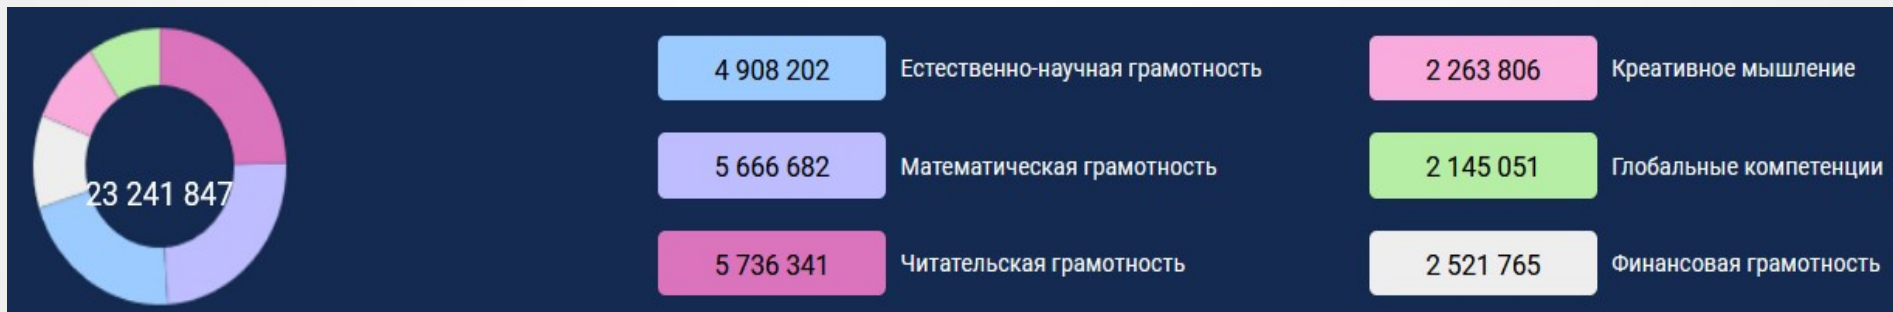 23 241 847
4 908 202 Естественно-научная грамотность
5 666 682 Математическая грамотность
5 736 341 Читательская грамотность
2 263 806 Креативное мышление
2 145 051 Глобальные компетенции
2 521 765 Финансовая грамотность